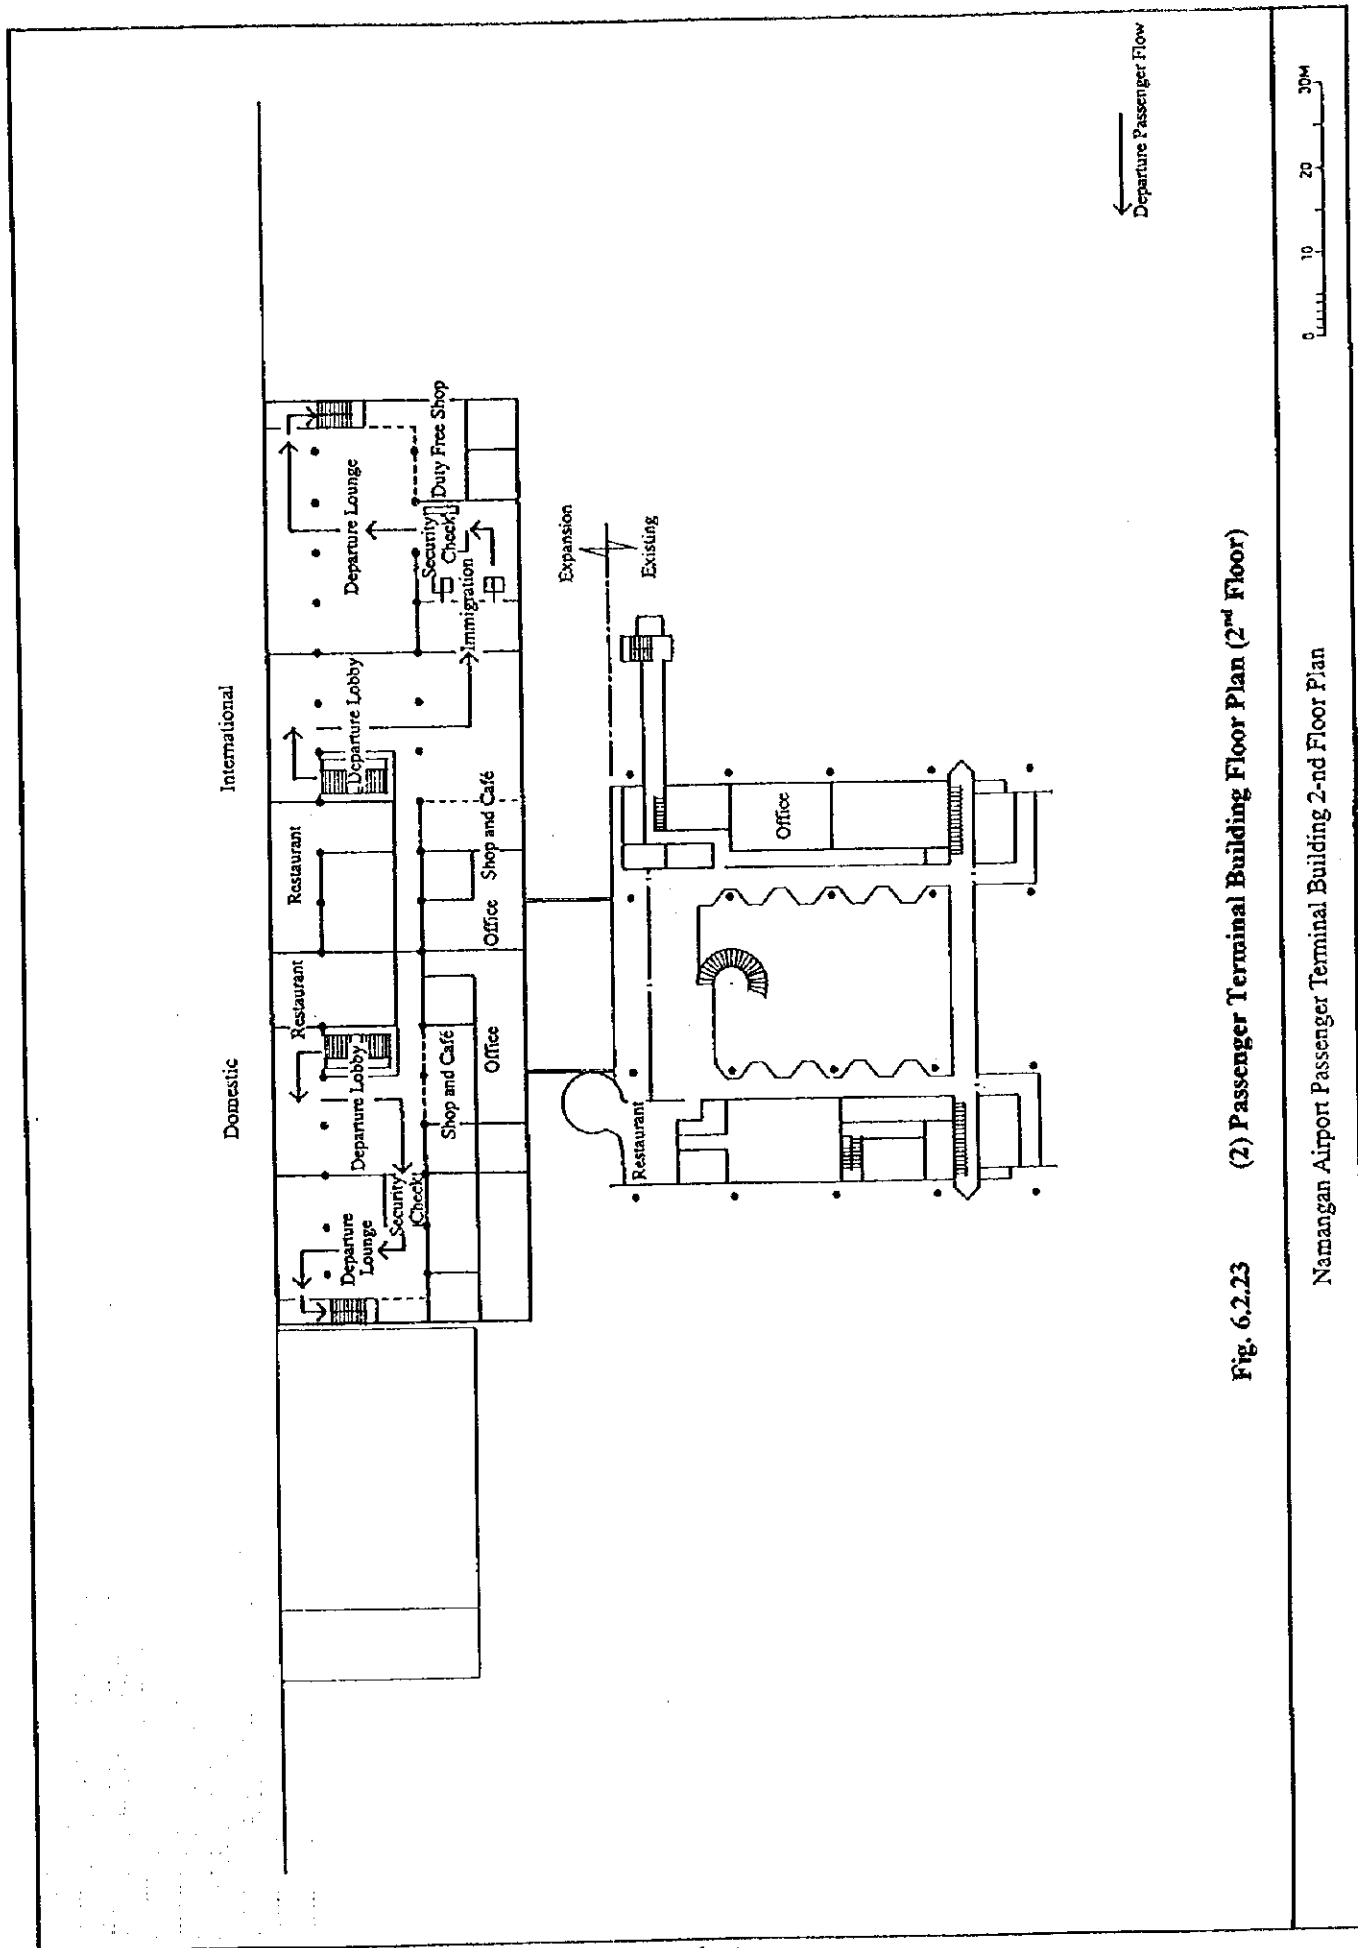 Domestic
International
Restaurant
Restaurant
Departure Lounge
Departure Lobby
Departure Lobby
Departure Lounge
Security
Check
Immigration
Security
Check
Duty Free Shop
Shop and Café
Office
Office
Shop and Café
Expansion
Existing
Restaurant
Office
Departure Passenger Flow
Fig. 6.2.23 (2) Passenger Terminal Building Floor Plan (2nd Floor)
Namangan Airport Passenger Terminal Building 2-nd Floor Plan
0 10 20 30M